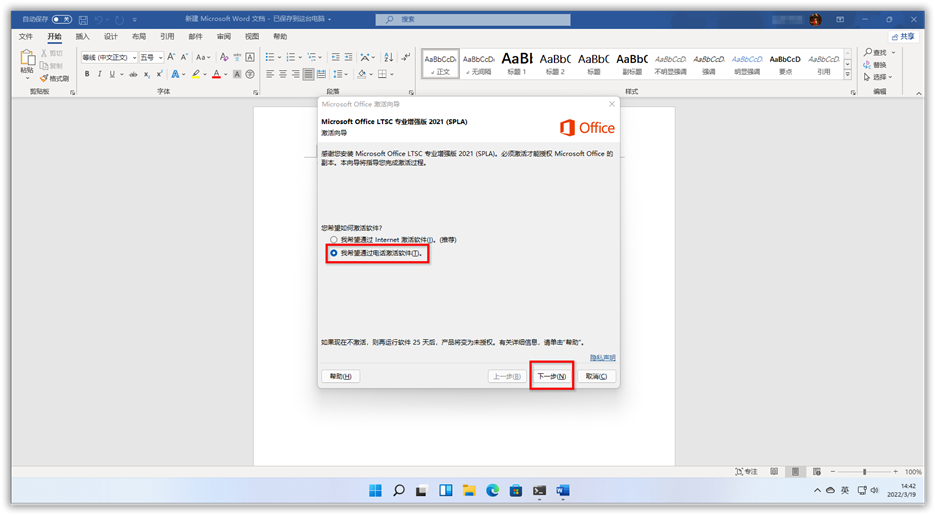 自动保存 关
新建 Microsoft Word 文档 - 已保存到这台电脑
搜索
文件 开始 插入 设计 布局 引用 邮件 审阅 视图 帮助
共享
粘贴
剪切
复制
格式刷
剪贴板
等线 (中文正文) 五号
字体
段落
AaBbCcDc AaBbCcDc AaBl AaBbC AaBbC AaBbC AaBbCcD. AaBbCcD. AaBbCcD. AaBbCcD AaBbCcD.
正文 无间隔 标题 1 标题 2 标题 副标题 不明显强调 强调 明显强调 要点 引用
样式
查找
替换
选择
编辑
Microsoft Office 激活向导
Microsoft Office LTSC 专业增强版 2021 (SPLA)
激活向导
Office
感谢您安装 Microsoft Office LTSC 专业增强版 2021 (SPLA)。必须激活才能授权 Microsoft Office 的
副本。本向导将指导您完成激活过程。
您希望如何激活软件?
我希望通过 Internet 激活软件(I)。(推荐)
我希望通过电话激活软件(T)。
如果现在不激活，则再运行软件 25 天后，产品将变为未授权。有关详细信息，请单击“帮助”。
隐私声明
帮助(H) 上一步(B) 下一步(N) 取消(C)
专注
100%
英
14:42
2022/3/19